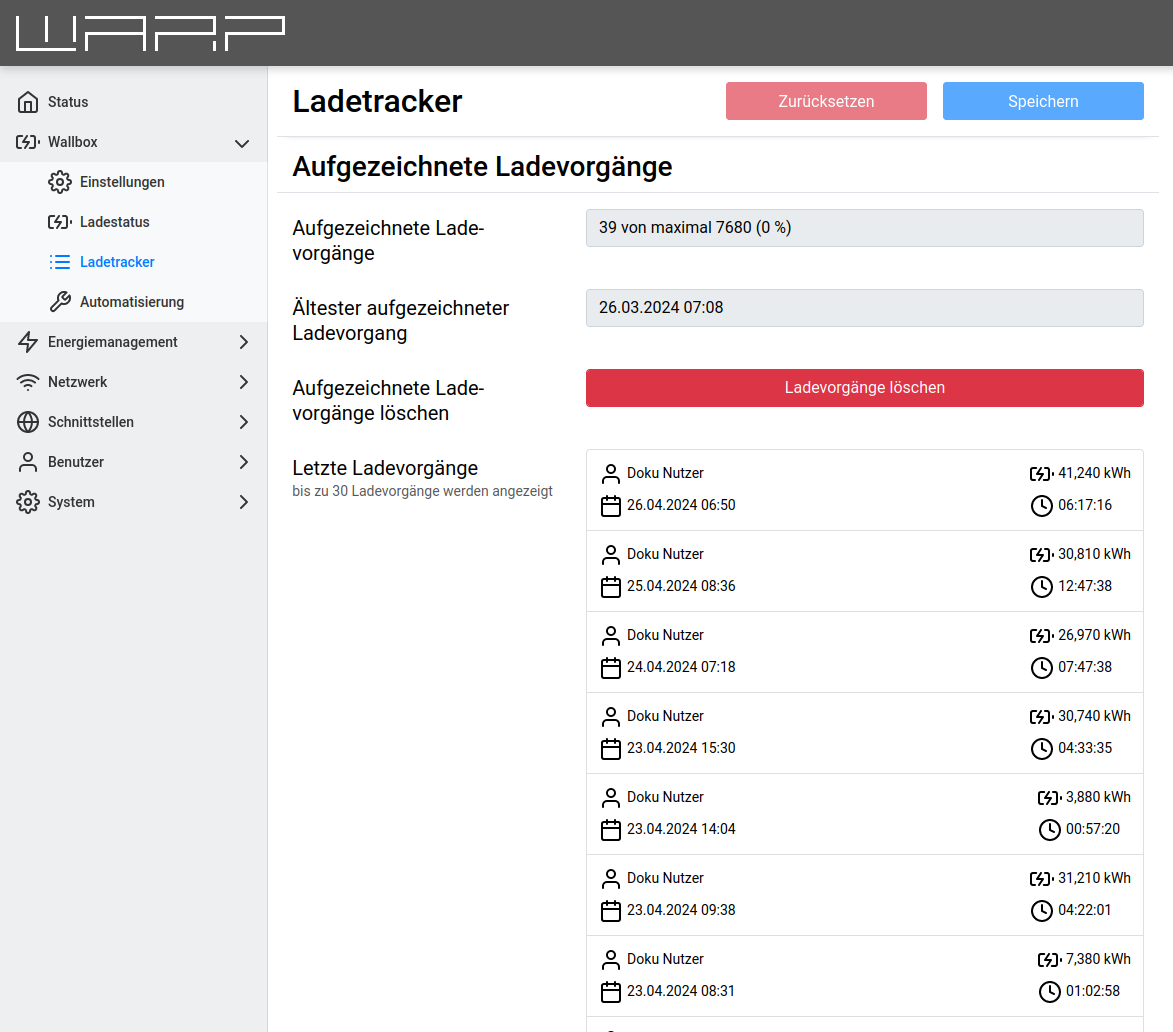 WARP
Status
Wallbox
Einstellungen
Ladestatus
Ladetracker
Automatisierung
Energiemanagement
Netzwerk
Schnittstellen
Benutzer
System
Ladetracker
Zurücksetzen
Speichern
Aufgezeichnete Ladevorgänge
Aufgezeichnete Lade-
vorgänge
39 von maximal 7680 (0 %)
Ältester aufgezeichneter
Ladevorgang
26.03.2024 07:08
Aufgezeichnete Lade-
vorgänge löschen
Ladevorgänge löschen
Letzte Ladevorgänge
bis zu 30 Ladevorgänge werden angezeigt
Doku Nutzer 41,240 kWh
26.04.2024 06:50 06:17:16
Doku Nutzer 30,810 kWh
25.04.2024 08:36 12:47:38
Doku Nutzer 26,970 kWh
24.04.2024 07:18 07:47:38
Doku Nutzer 30,740 kWh
23.04.2024 15:30 04:33:35
Doku Nutzer 3,880 kWh
23.04.2024 14:04 00:57:20
Doku Nutzer 31,210 kWh
23.04.2024 09:38 04:22:01
Doku Nutzer 7,380 kWh
23.04.2024 08:31 01:02:58